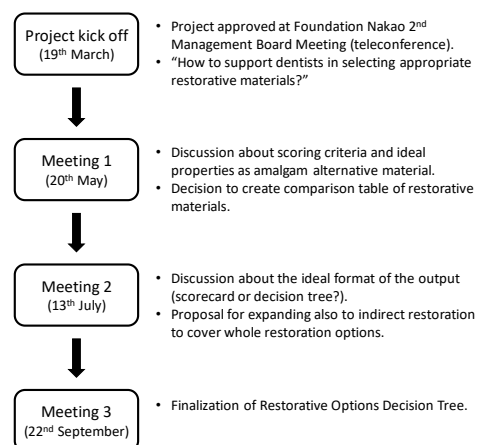 Project kick off
(19th March)
• Project approved at Foundation Nakao 2nd
Management Board Meeting (teleconference).
• “How to support dentists in selecting appropriate
restorative materials?”
Meeting 1
(20th May)
• Discussion about scoring criteria and ideal
properties as amalgam alternative material.
• Decision to create comparison table of restorative
materials.
Meeting 2
(13th July)
• Discussion about the ideal format of the output
(scorecard or decision tree?).
• Proposal for expanding also to indirect restoration
to cover whole restoration options.
Meeting 3
(22nd September)
• Finalization of Restorative Options Decision Tree.